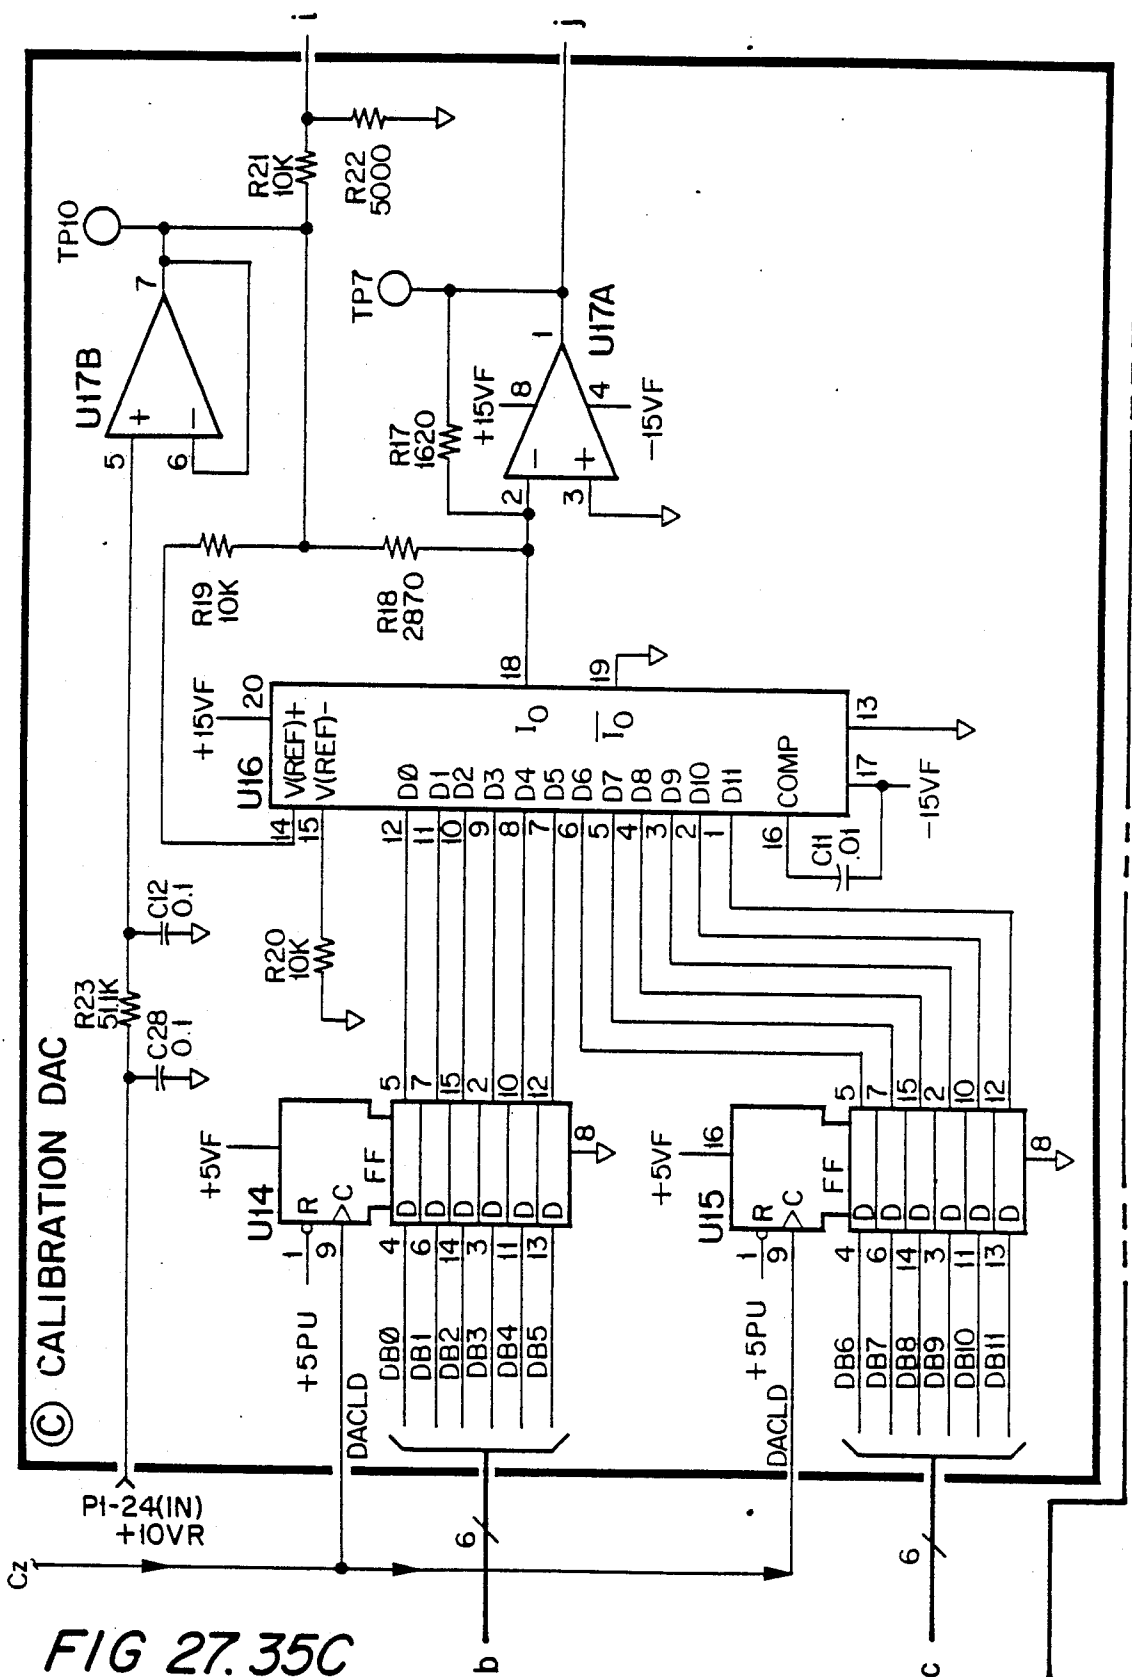 FIG 27.35C
© CALIBRATION DAC
Cz
P1-24(IN)
+10VR
C28
0.1
R23
51.1K
C12
0.1
5
+
6
−
7
U17B
TP10
R21
10K
i
R22
5000
R19
10K
R18
2870
R17
1620
TP7
j
+15VF
8
2
−
3
+
1
U17A
4
−15VF
+15VF
20
U16
14
V(REF)+
15
V(REF)-
R20
10K
12
DØ
11
D1
10
D2
9
D3
8
D4
7
D5
6
D6
5
D7
4
D8
3
D9
2
D10
1
D11
16
COMP
C11
.01
17
−15VF
13
18
IO
19
IO
+5VF
U14
+5PU
1
R
9
C
FF
DACLD
DBØ
4
D
5
DB1
6
D
7
DB2
14
D
15
DB3
3
D
2
DB4
11
D
10
DB5
13
D
12
8
b
6
+5VF
16
U15
+5PU
1
R
9
C
FF
DACLD
DB6
4
D
5
DB7
6
D
7
DB8
14
D
15
DB9
3
D
2
DB10
11
D
10
DB11
13
D
12
8
c
6